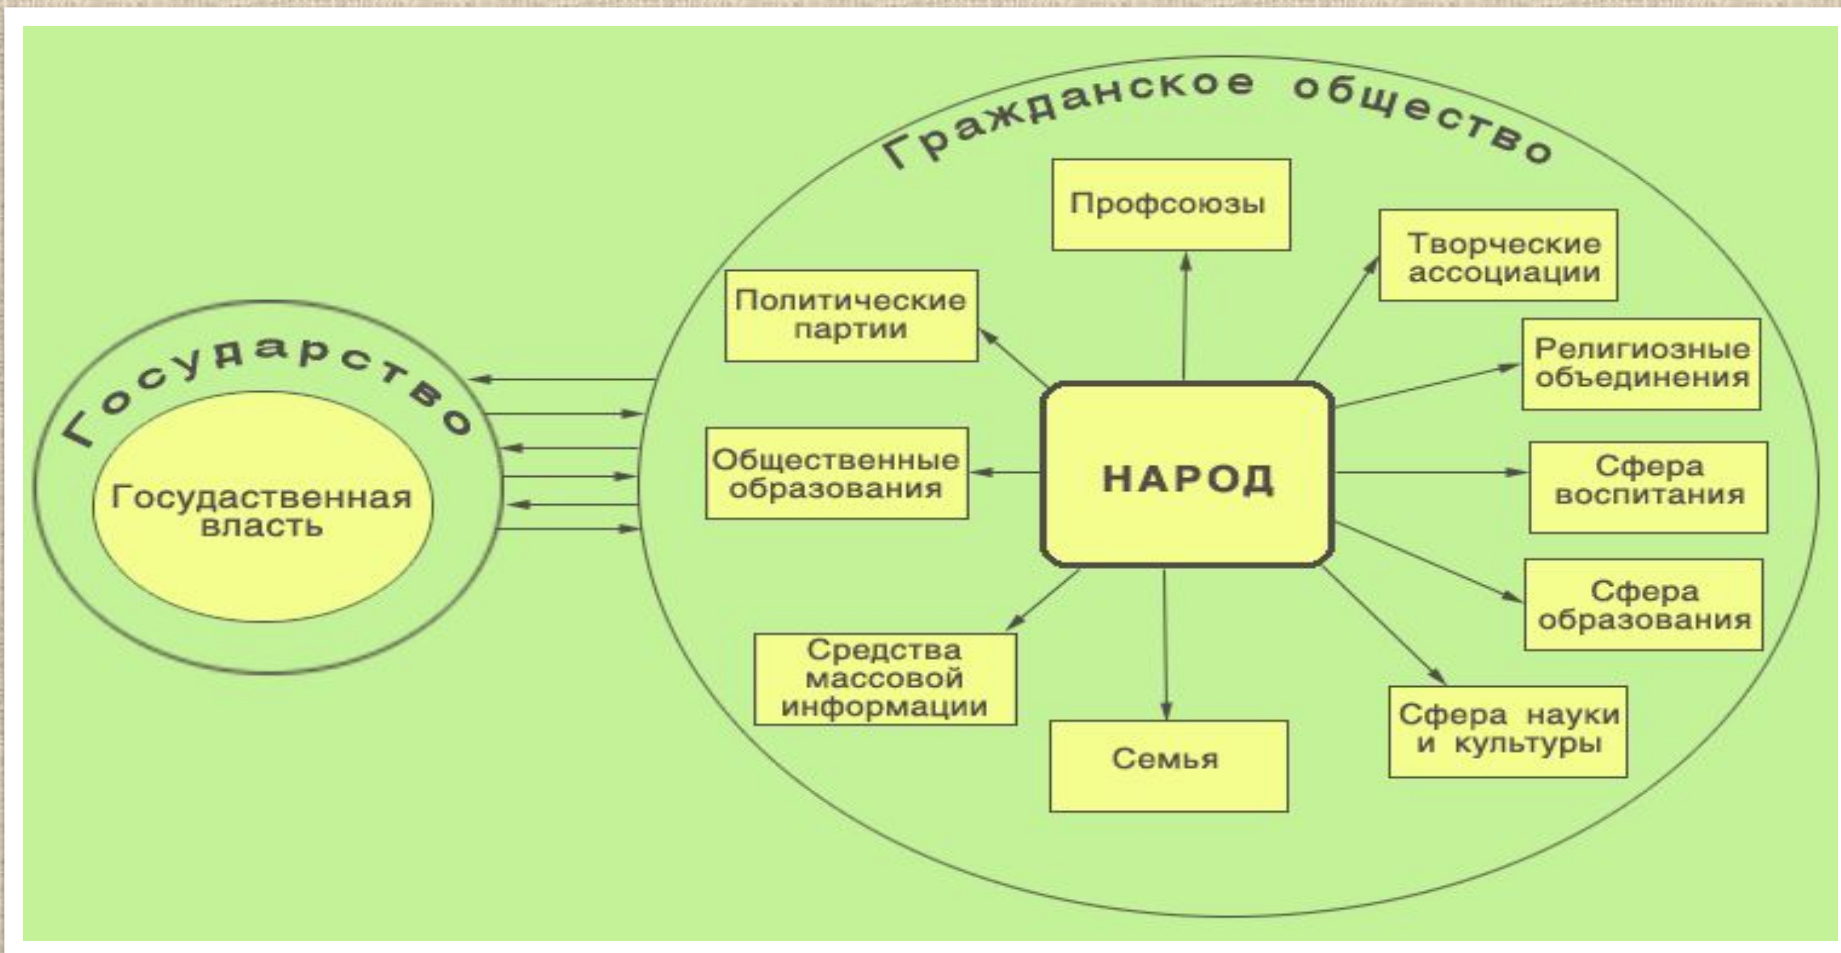 Государство
Государственная
власть
Гражданское общество
Профсоюзы
Творческие
ассоциации
Политические
партии
Религиозные
объединения
Общественные
образования
НАРОД
Сфера
воспитания
Сфера
образования
Средства
массовой
информации
Семья
Сфера науки
и культуры